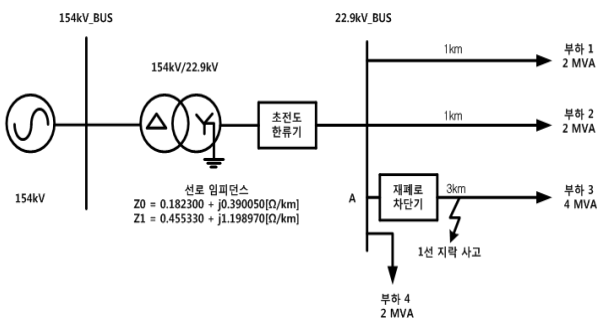 154kV_BUS
22.9kV_BUS
154kV/22.9kV
1km
부하 1
2 MVA
초전도
한류기
1km
부하 2
2 MVA
154kV
선로 임피던스
Z0 = 0.182300 + j0.390050[Ω/km]
Z1 = 0.455330 + j1.198970[Ω/km]
A
재폐로
차단기
3km
부하 3
4 MVA
1선 지락 사고
부하 4
2 MVA